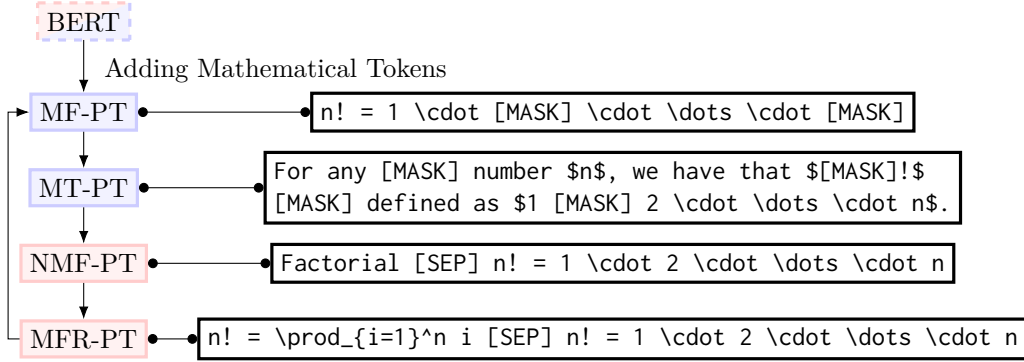 BERT
Adding Mathematical Tokens
MF-PT
n! = 1 \cdot [MASK] \cdot \dots \cdot [MASK]
MT-PT
For any [MASK] number $n$, we have that $[MASK]!$
[MASK] defined as $1 [MASK] 2 \cdot \dots \cdot n$.
NMF-PT
Factorial [SEP] n! = 1 \cdot 2 \cdot \dots \cdot n
MFR-PT
n! = \prod_{i=1}^n i [SEP] n! = 1 \cdot 2 \cdot \dots \cdot n